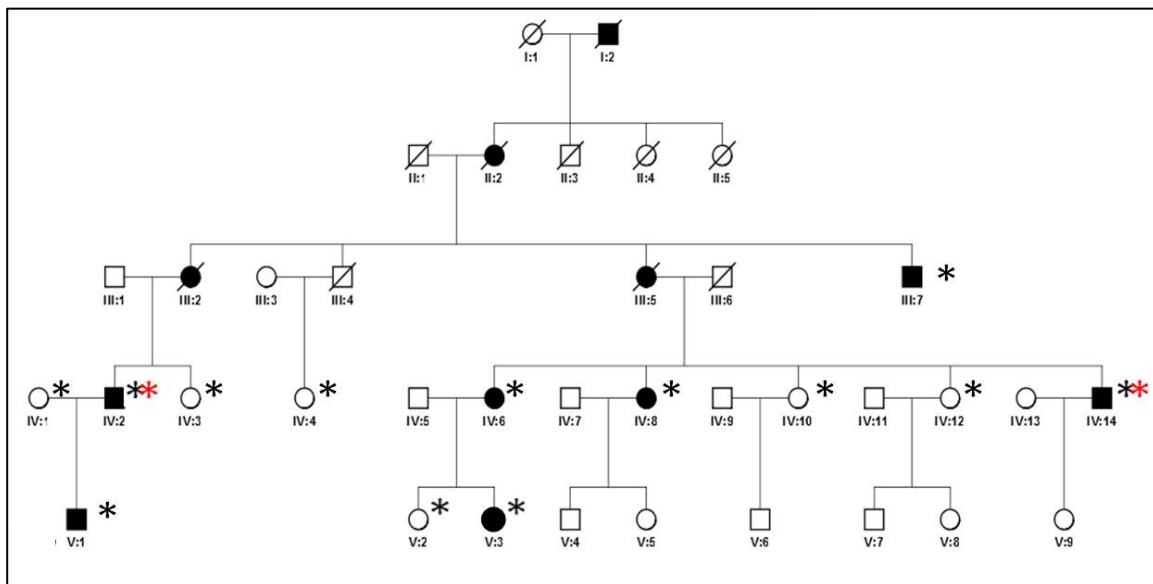 I:1 I:2
II:1 II:2 II:3 II:4 II:5
III:1 III:2 III:3 III:4 III:5 III:6 III:7 *
* ** * * * * * * **
IV:1 IV:2 IV:3 IV:4 IV:5 IV:6 IV:7 IV:8 IV:9 IV:10 IV:11 IV:12 IV:13 IV:14
* * *
V:1 V:2 V:3 V:4 V:5 V:6 V:7 V:8 V:9